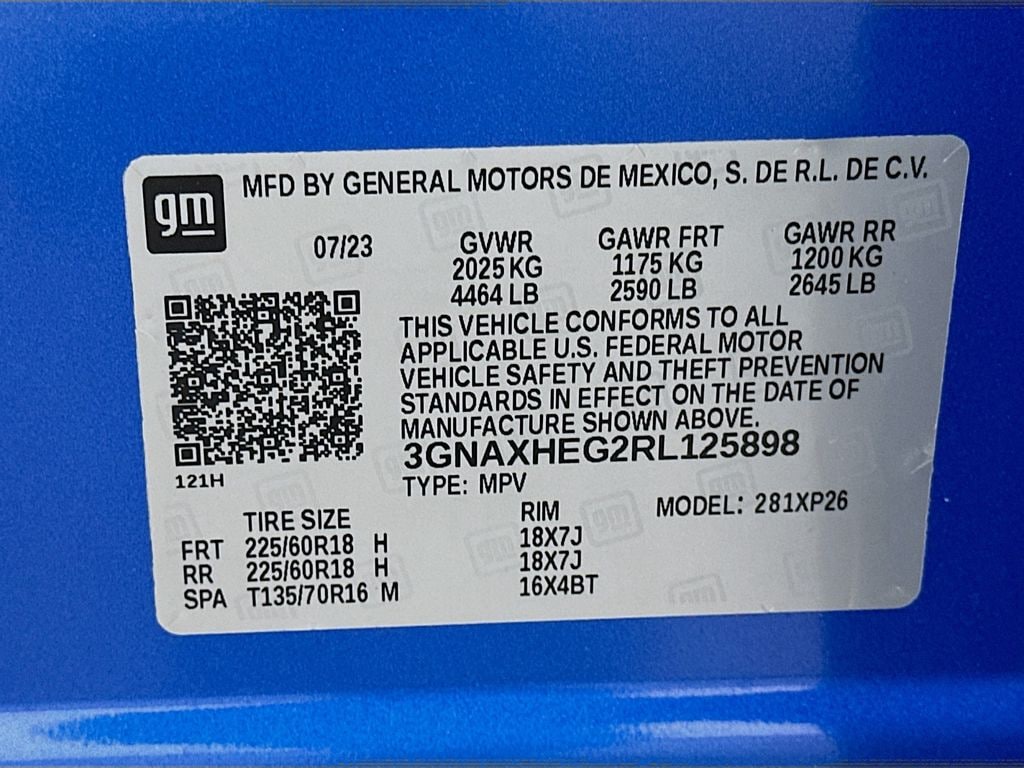 gm
MFD BY GENERAL MOTORS DE MEXICO, S. DE R.L. DE C.V.
07/23 GVWR GAWR FRT GAWR RR
2025 KG 1175 KG 1200 KG
4464 LB 2590 LB 2645 LB
THIS VEHICLE CONFORMS TO ALL
APPLICABLE U.S. FEDERAL MOTOR
VEHICLE SAFETY AND THEFT PREVENTION
STANDARDS IN EFFECT ON THE DATE OF
MANUFACTURE SHOWN ABOVE.
3GNAXHEG2RL125898
121H
TYPE: MPV
TIRE SIZE RIM MODEL: 281XP26
FRT 225/60R18 H 18X7J
RR 225/60R18 H 18X7J
SPA T135/70R16 M 16X4BT